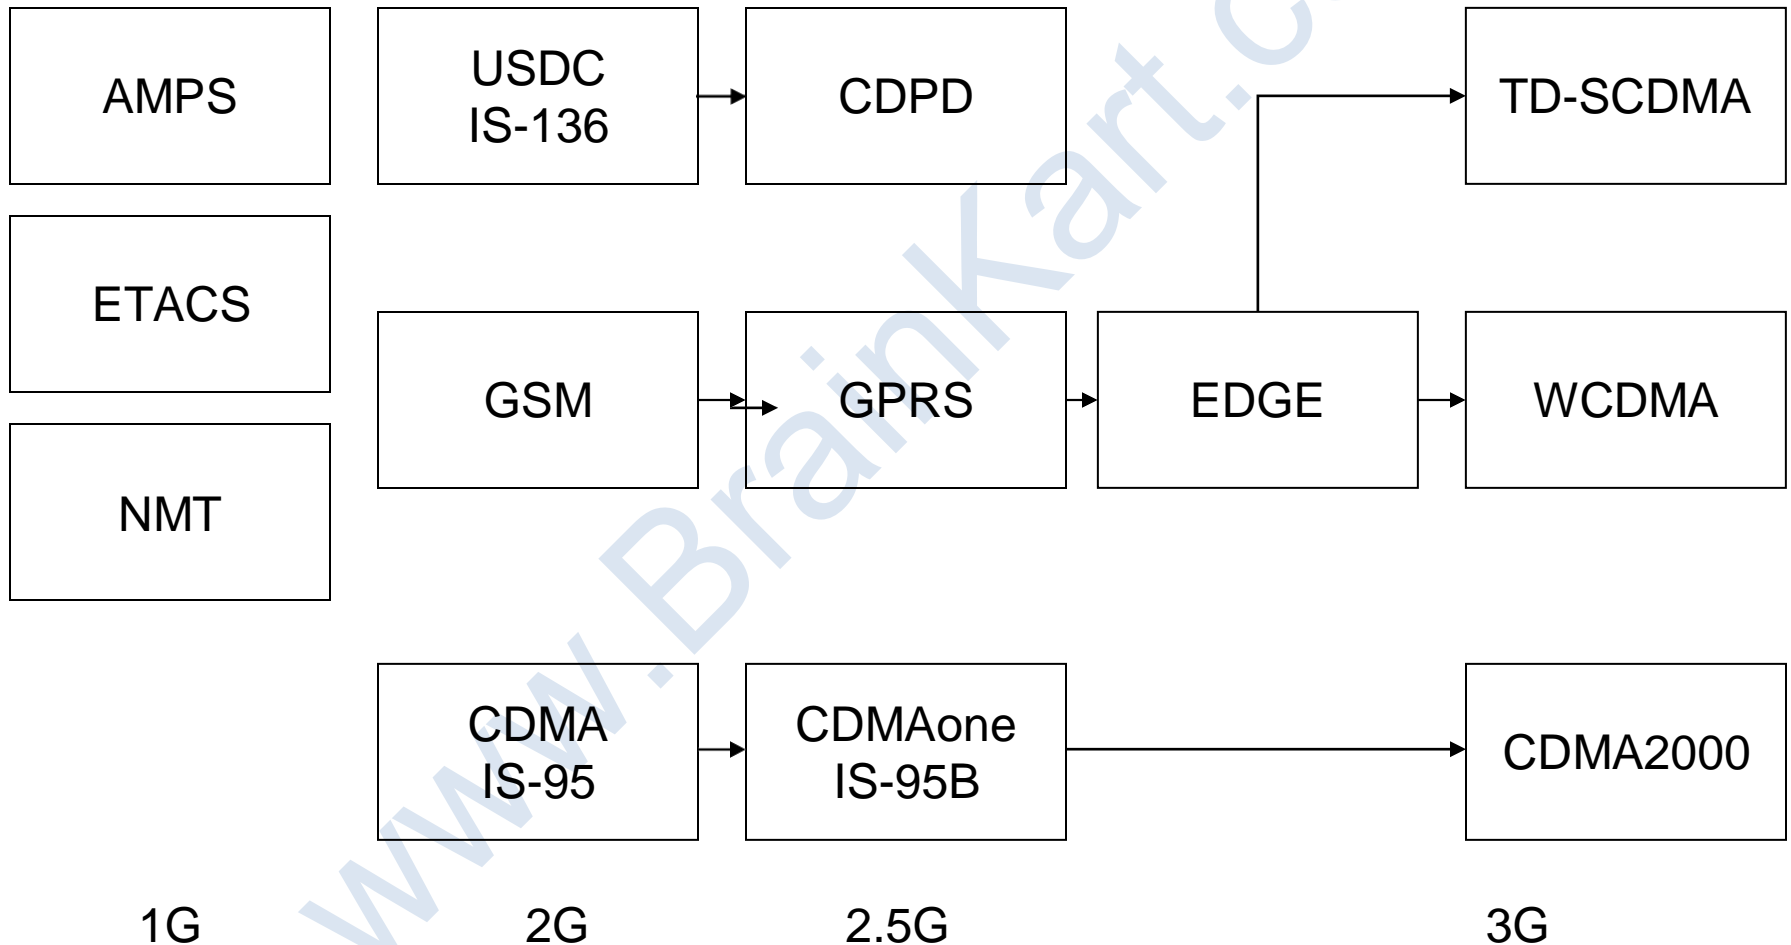 AMPS
USDC
IS-136
CDPD
TD-SCDMA
ETACS
GSM
GPRS
EDGE
WCDMA
NMT
CDMA
IS-95
CDMAone
IS-95B
CDMA2000
1G
2G
2.5G
3G
www.BrainKart.c